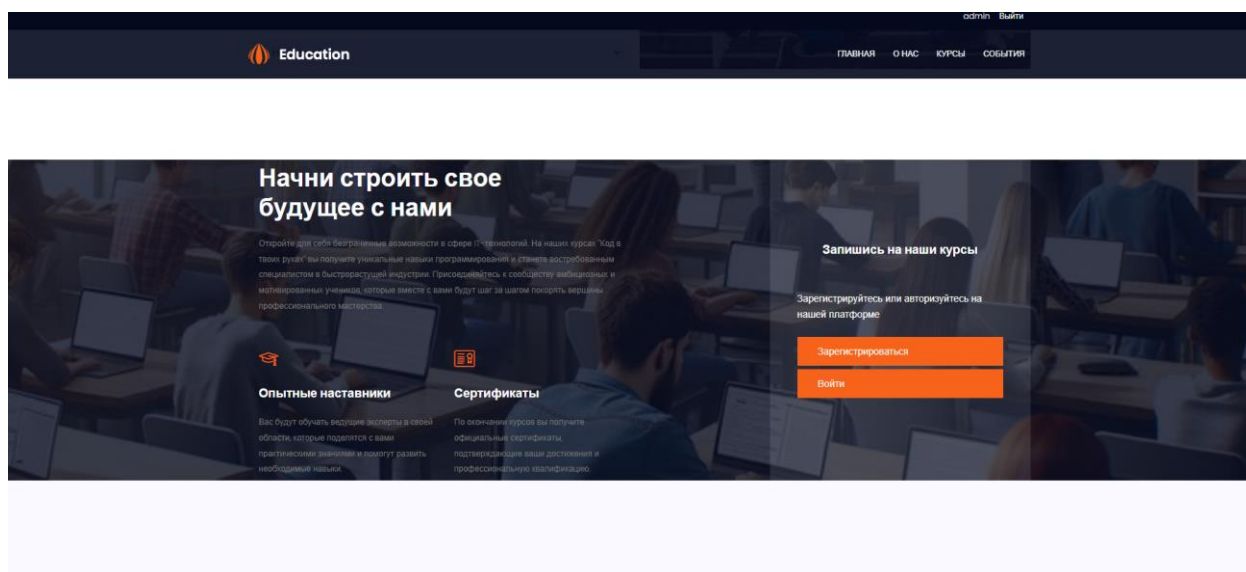 admin Выйти
Education
ГЛАВНАЯ О НАС КУРСЫ СОБЫТИЯ
Начни строить свое
будущее с нами
Откройте для себя безграничные возможности в сфере IT-технологий. На наших курсах "Код в
твоих руках" вы получите уникальные навыки программирования и станете востребованным
специалистом в быстрорастущей индустрии. Присоединяйтесь к сообществу амбициозных и
мотивированных учеников, которые вместе с вами будут шаг за шагом покорять вершины
профессионального мастерства.
Опытные наставники
Вас будут обучать ведущие эксперты в своей
области, которые поделятся с вами
практическими знаниями и помогут развить
необходимые навыки.
Сертификаты
По окончании курсов вы получите
официальные сертификаты,
подтверждающие ваши достижения и
профессиональную квалификацию.
Запишись на наши курсы
Зарегистрируйтесь или авторизуйтесь на
нашей платформе
Зарегистрироваться
Войти